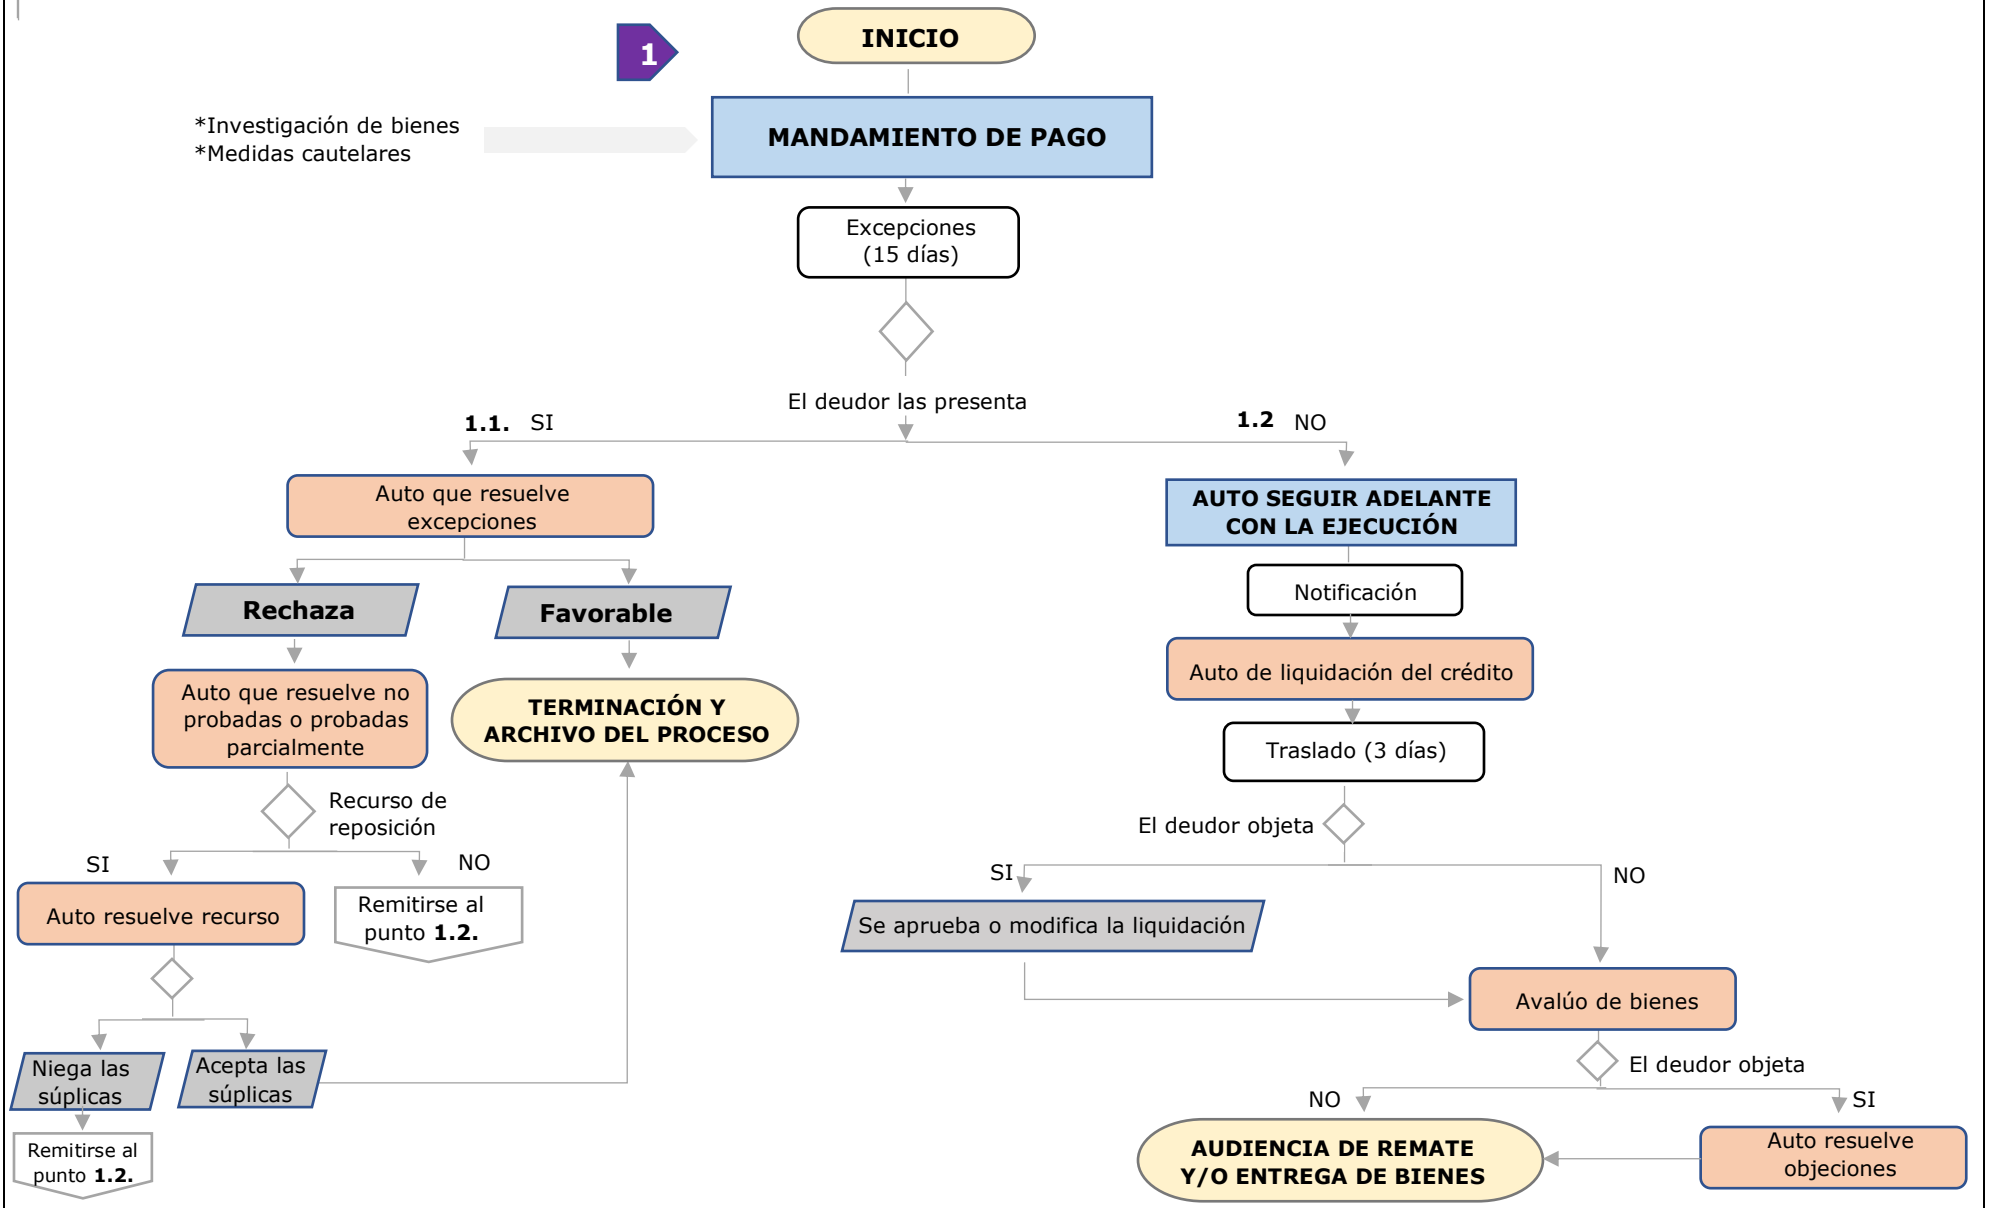 1
INICIO
*Investigación de bienes
*Medidas cautelares
MANDAMIENTO DE PAGO
Excepciones
(15 días)
El deudor las presenta
1.1. SI
1.2 NO
Auto que resuelve
excepciones
Rechaza
Favorable
Auto que resuelve no
probadas o probadas
parcialmente
TERMINACIÓN Y
ARCHIVO DEL PROCESO
Recurso de
reposición
SI
NO
Auto resuelve recurso
Remitirse al
punto 1.2.
Niega las
súplicas
Acepta las
súplicas
Remitirse al
punto 1.2.
AUTO SEGUIR ADELANTE
CON LA EJECUCIÓN
Notificación
Auto de liquidación del crédito
Traslado (3 días)
El deudor objeta
SI
NO
Se aprueba o modifica la liquidación
Avalúo de bienes
El deudor objeta
NO
SI
AUDIENCIA DE REMATE
Y/O ENTREGA DE BIENES
Auto resuelve
objeciones